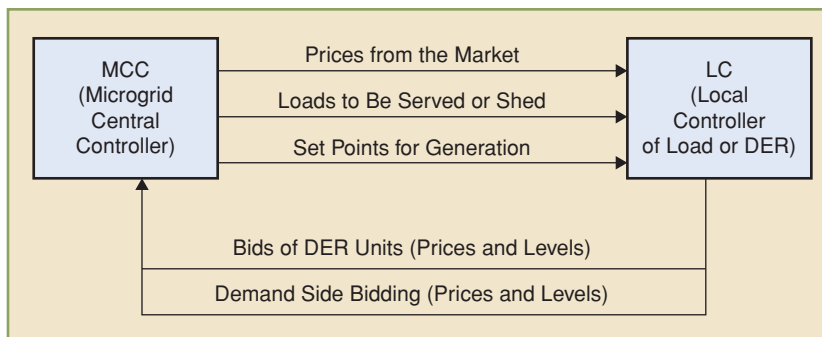 MCC
(Microgrid
Central
Controller)
Prices from the Market
Loads to Be Served or Shed
Set Points for Generation
LC
(Local
Controller
of Load or DER)
Bids of DER Units (Prices and Levels)
Demand Side Bidding (Prices and Levels)